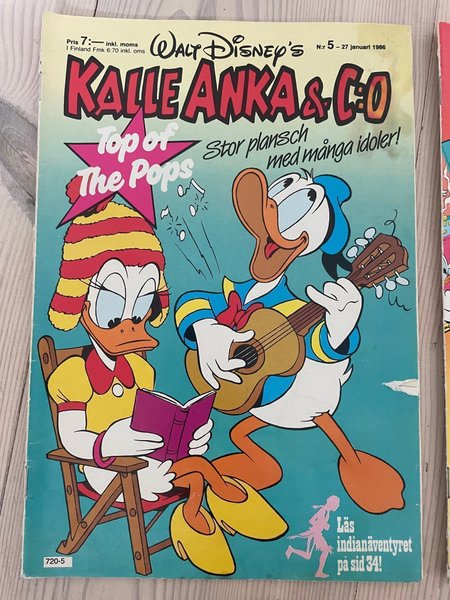 Pris 7:— inkl. moms
I Finland Fmk 6:70 inkl. oms
WALT DISNEY'S
Nr 5 – 27 januari 1986
KALLE ANKA & C:O
Top of
The Pops
Stor plansch
med många idoler!
Läs
indianäventyret
på sid 34!
720-5